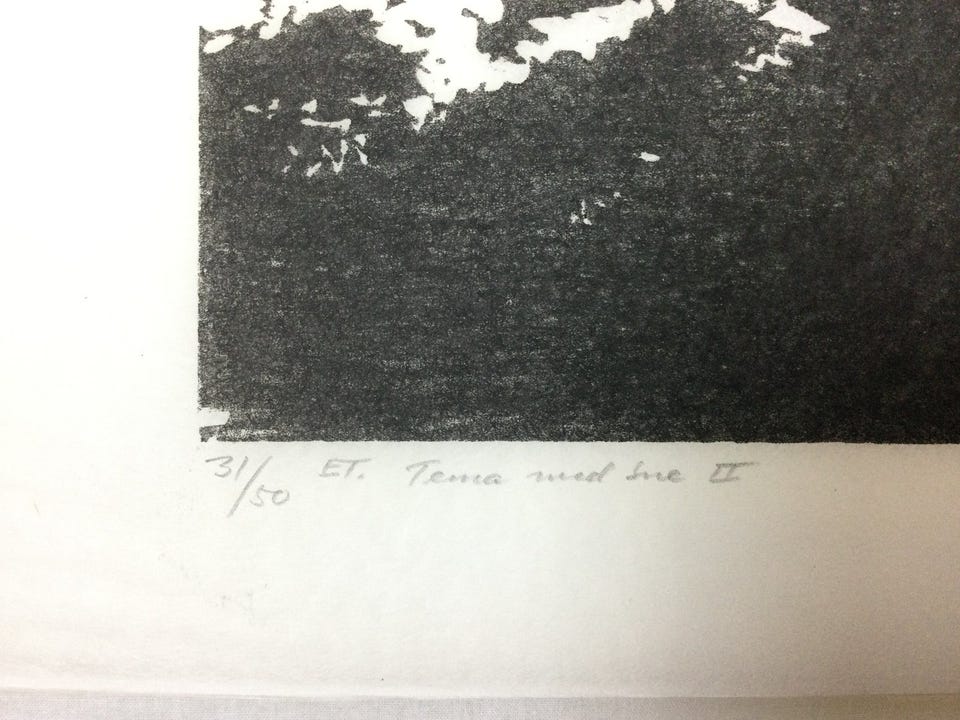 31/50 ET. Tema med sne II